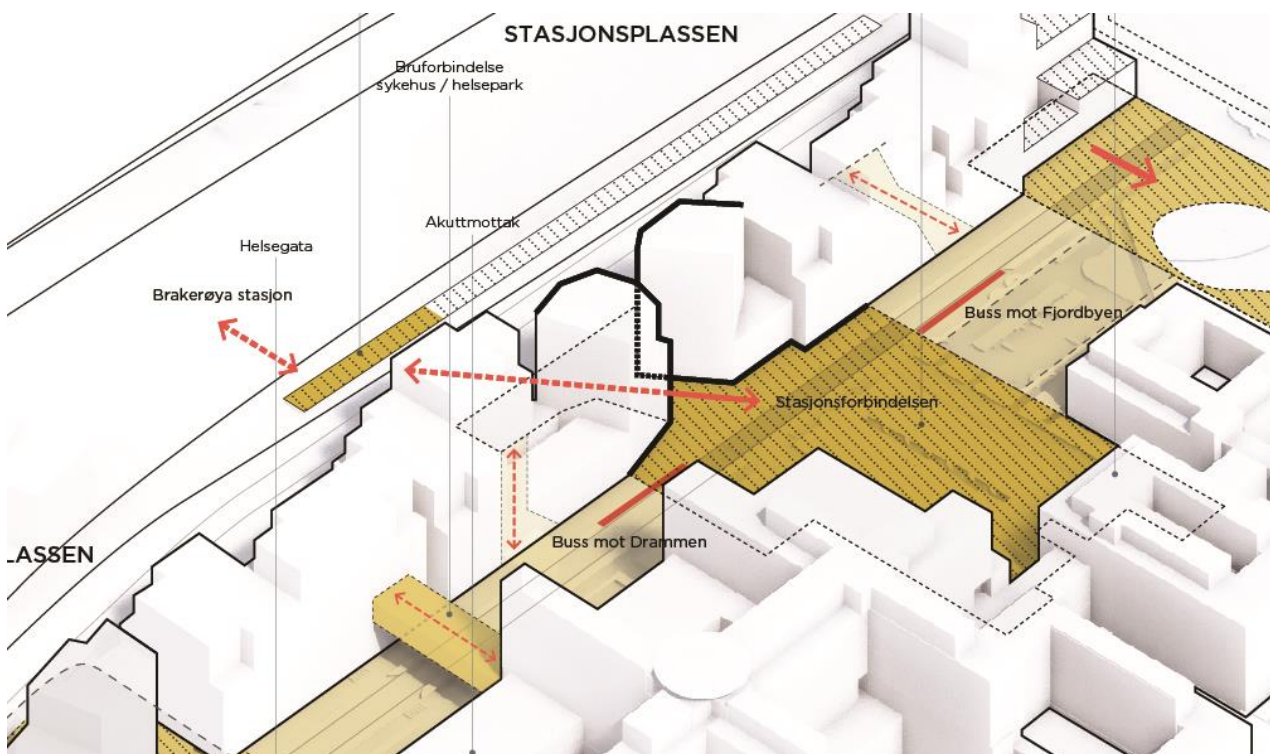 STASJONSPLASSEN
Bruforbindelse
sykehus / helsepark
Akuttmottak
Helsegata
Brakerøya stasjon
Buss mot Fjordbyen
Stasjonsforbindelsen
Buss mot Drammen
LASSEN